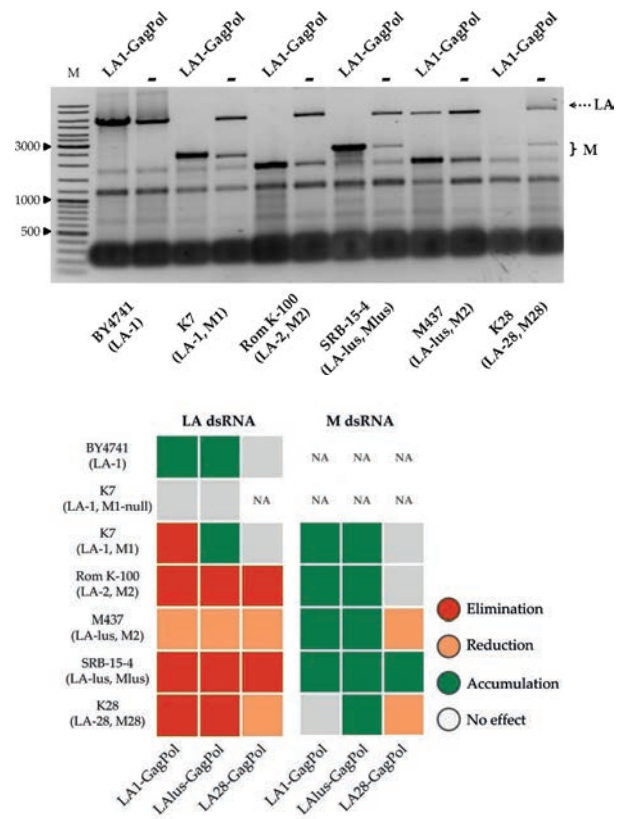 LA1-GagPol - LA1-GagPol - LA1-GagPol - LA1-GagPol - LA1-GagPol - LA1-GagPol -
M
LA
3000
M
1000
500
BY4741
(LA-1)
K7
(LA-1, M1)
Rom K-100
(LA-2, M2)
SRB-15-4
(LA-lus, Mlus)
M437
(LA-lus, M2)
K28
(LA-28, M28)
LA dsRNA M dsRNA
BY4741
(LA-1)
NA NA NA
K7
(LA-1, M1-null)
NA NA NA NA
K7
(LA-1, M1)
Rom K-100
(LA-2, M2)
M437
(LA-lus, M2)
SRB-15-4
(LA-lus, Mlus)
K28
(LA-28, M28)
Elimination
Reduction
Accumulation
No effect
LA1-GagPol
LAlus-GagPol
LA28-GagPol
LA1-GagPol
LAlus-GagPol
LA28-GagPol